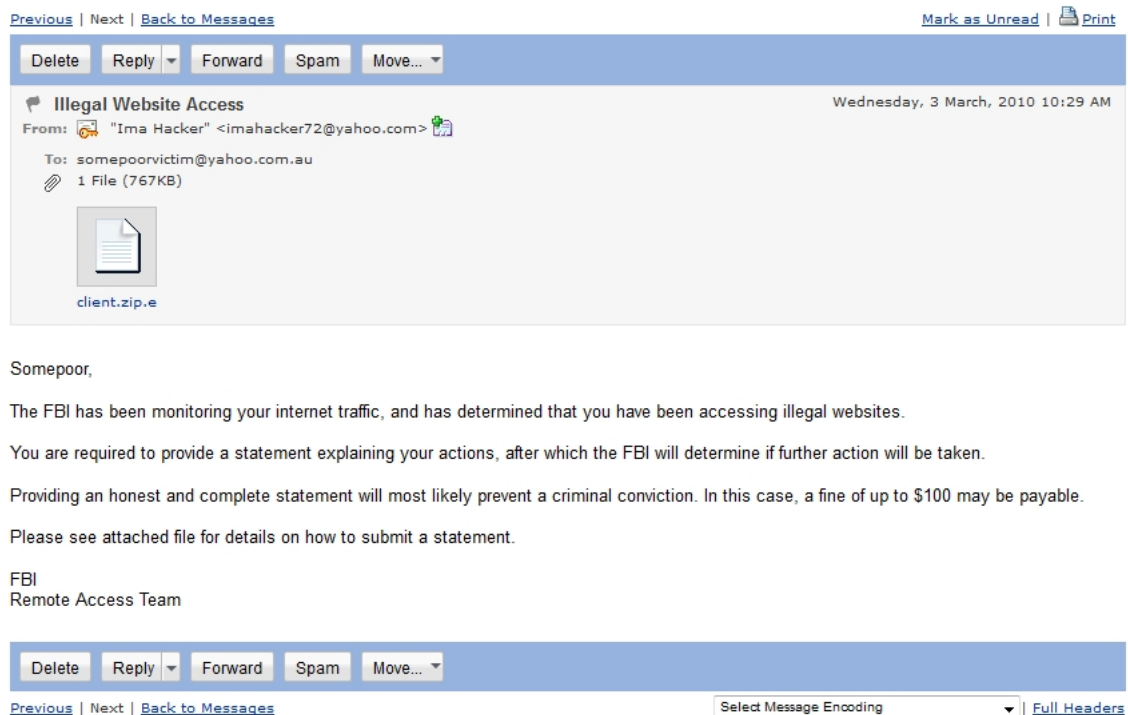 Previous | Next | Back to Messages Mark as Unread | Print
Delete Reply Forward Spam Move...
Illegal Website Access Wednesday, 3 March, 2010 10:29 AM
From: "Ima Hacker" <imahacker72@yahoo.com>
To: somepoorvictim@yahoo.com.au
1 File (767KB)
client.zip.e
Somepoor,
The FBI has been monitoring your internet traffic, and has determined that you have been accessing illegal websites.
You are required to provide a statement explaining your actions, after which the FBI will determine if further action will be taken.
Providing an honest and complete statement will most likely prevent a criminal conviction. In this case, a fine of up to $100 may be payable.
Please see attached file for details on how to submit a statement.
FBI
Remote Access Team
Delete Reply Forward Spam Move...
Previous | Next | Back to Messages Select Message Encoding | Full Headers